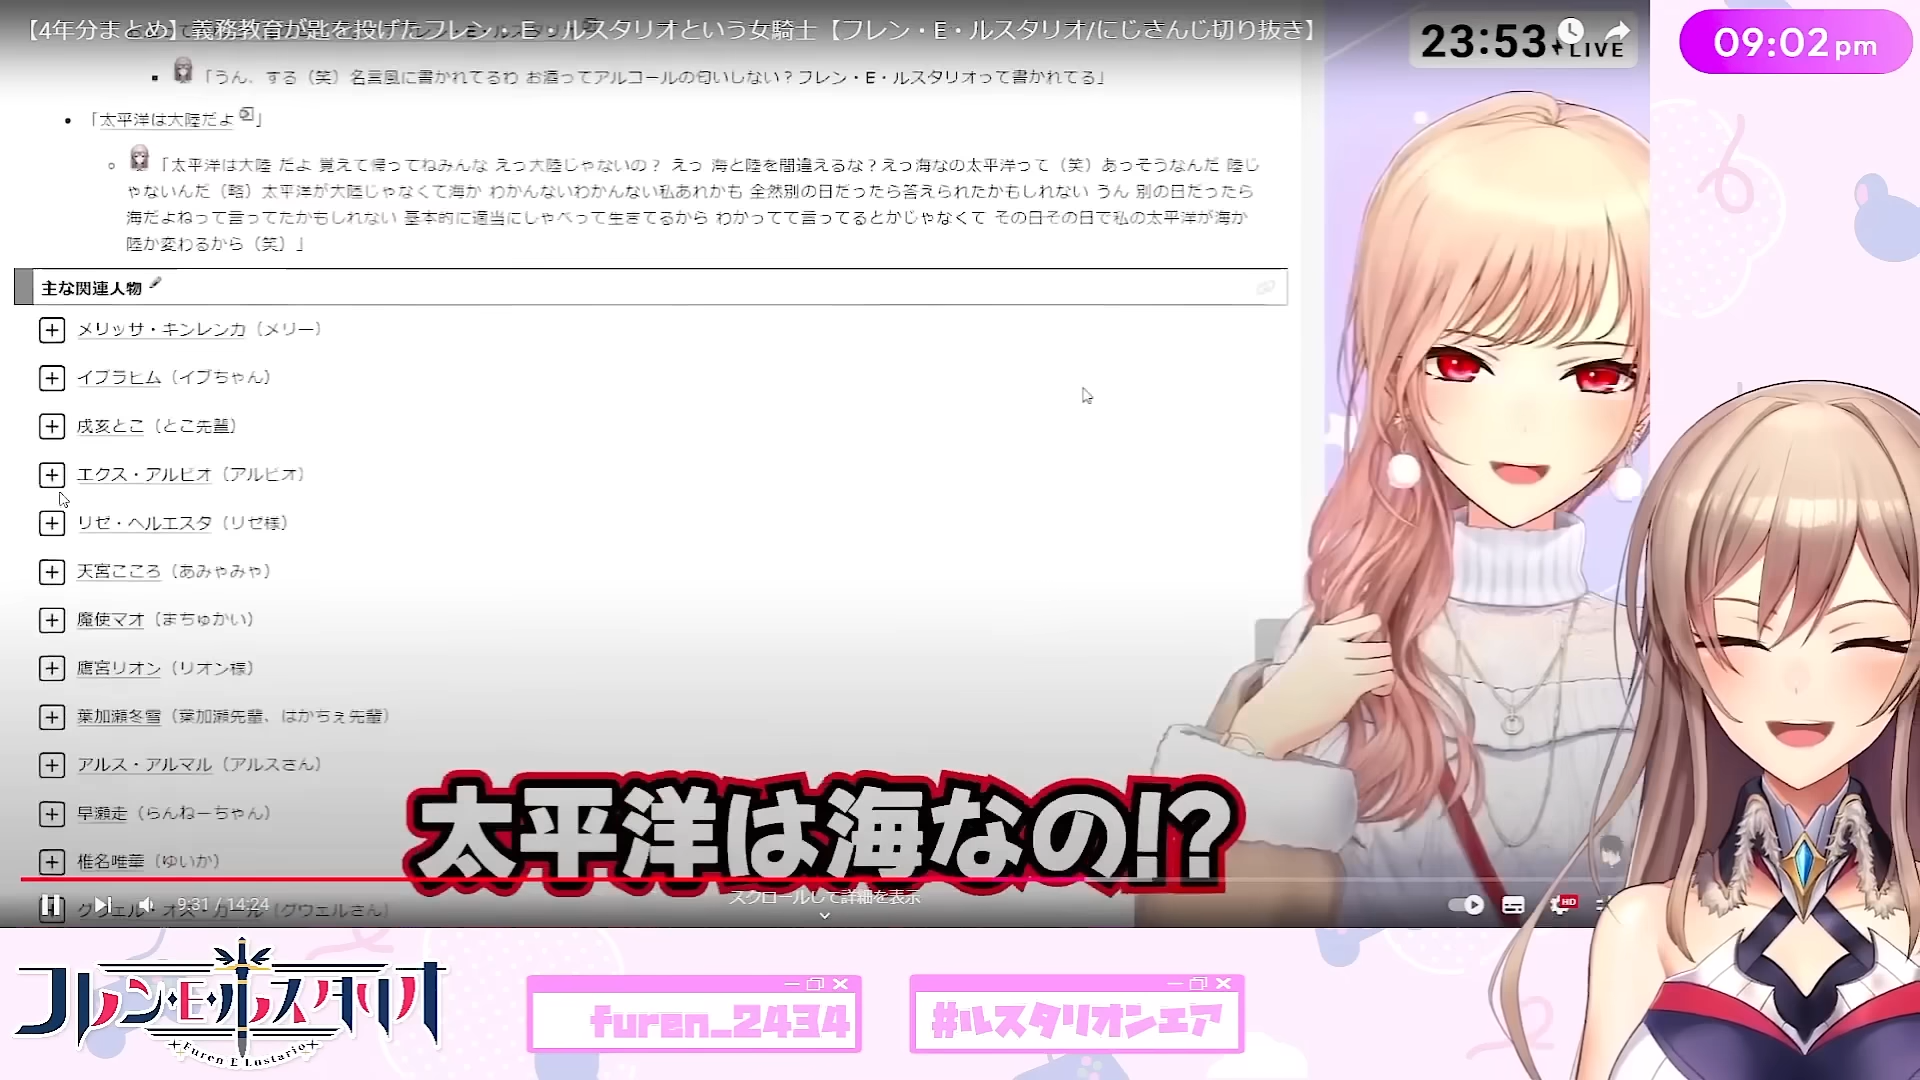 【4年分まとめ】義務教育が匙を投げたフレン・E・ルスタリオという女騎士【フレン・E・ルスタリオ/にじさんじ切り抜き】
23:53 LIVE
09:02pm
「うん、する（笑）名言風に書かれてるわ お酒ってアルコールの匂いしない？フレン・E・ルスタリオって書かれてる」
「太平洋は大陸だよ」
「太平洋は大陸 だよ 覚えて帰ってねみんな えっ大陸じゃないの？ えっ 海と陸を間違えるな？えっ海なの太平洋って（笑）あっそうなんだ 陸じ
ゃないんだ（略）太平洋が大陸じゃなくて海か わかんないわかんない私あれかも 全然別の日だったら答えられたかもしれない うん 別の日だったら
海だよねって言ってたかもしれない 基本的に適当にしゃべって生きてるから わかってて言ってるとかじゃなくて その日その日で私の太平洋が海か
陸か変わるから（笑）」
主な関連人物
メリッサ・キンレンカ（メリー）
イブラヒム（イブちゃん）
戌亥とこ（とこ先輩）
エクス・アルビオ（アルビオ）
リゼ・ヘルエスタ（リゼ様）
天宮こころ（あみゃみゃ）
魔使マオ（まちゅかい）
鷹宮リオン（リオン様）
葉加瀬冬雪（葉加瀬先輩、はかちぇ先輩）
アルス・アルマル（アルスさん）
早瀬走（らんねーちゃん）
椎名唯華（ゆいか）
グウェル・オス・ガール（グウェルさん）
太平洋は海なの!?
スクロールして詳細を表示
9:31 / 14:24
HD
フレン・E・ルスタリオ
Furen E Lustario
furen_2434
#ルスタリオンエア